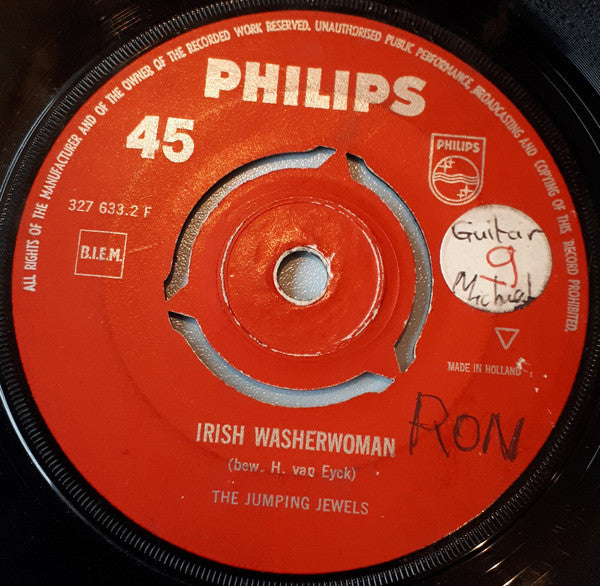 ALL RIGHTS OF THE MANUFACTURER AND OF THE OWNER OF THE RECORDED WORK RESERVED. UNAUTHORISED PUBLIC PERFORMANCE, BROADCASTING AND COPYING OF THIS RECORD PROHIBITED.
PHILIPS
45
PHILIPS
327 633.2 F
B.I.E.M.
Guitar
9
Michael
MADE IN HOLLAND
IRISH WASHERWOMAN
RON
(bew. H. van Eyck)
THE JUMPING JEWELS